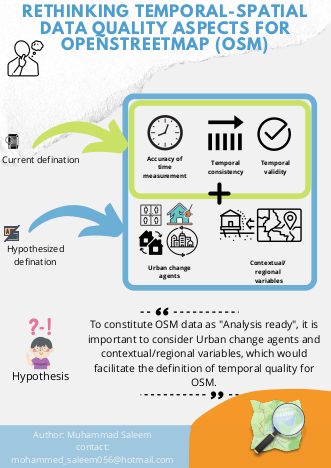 RETHINKING TEMPORAL-SPATIAL
DATA QUALITY ASPECTS FOR
OPENSTREETMAP (OSM)
Current defination
Accuracy of
time
measurement
Temporal
consistency
Temporal
validity
Hypothesized
defination
Urban change
agents
Contextual/
regional
variables
?-!
Hypothesis
To constitute OSM data as "Analysis ready", it is
important to consider Urban change agents and
contextual/regional variables, which would
facilitate the definition of temporal quality for
OSM.
Author: Muhammad Saleem
contact:
mohammed_saleem056@hotmail.com